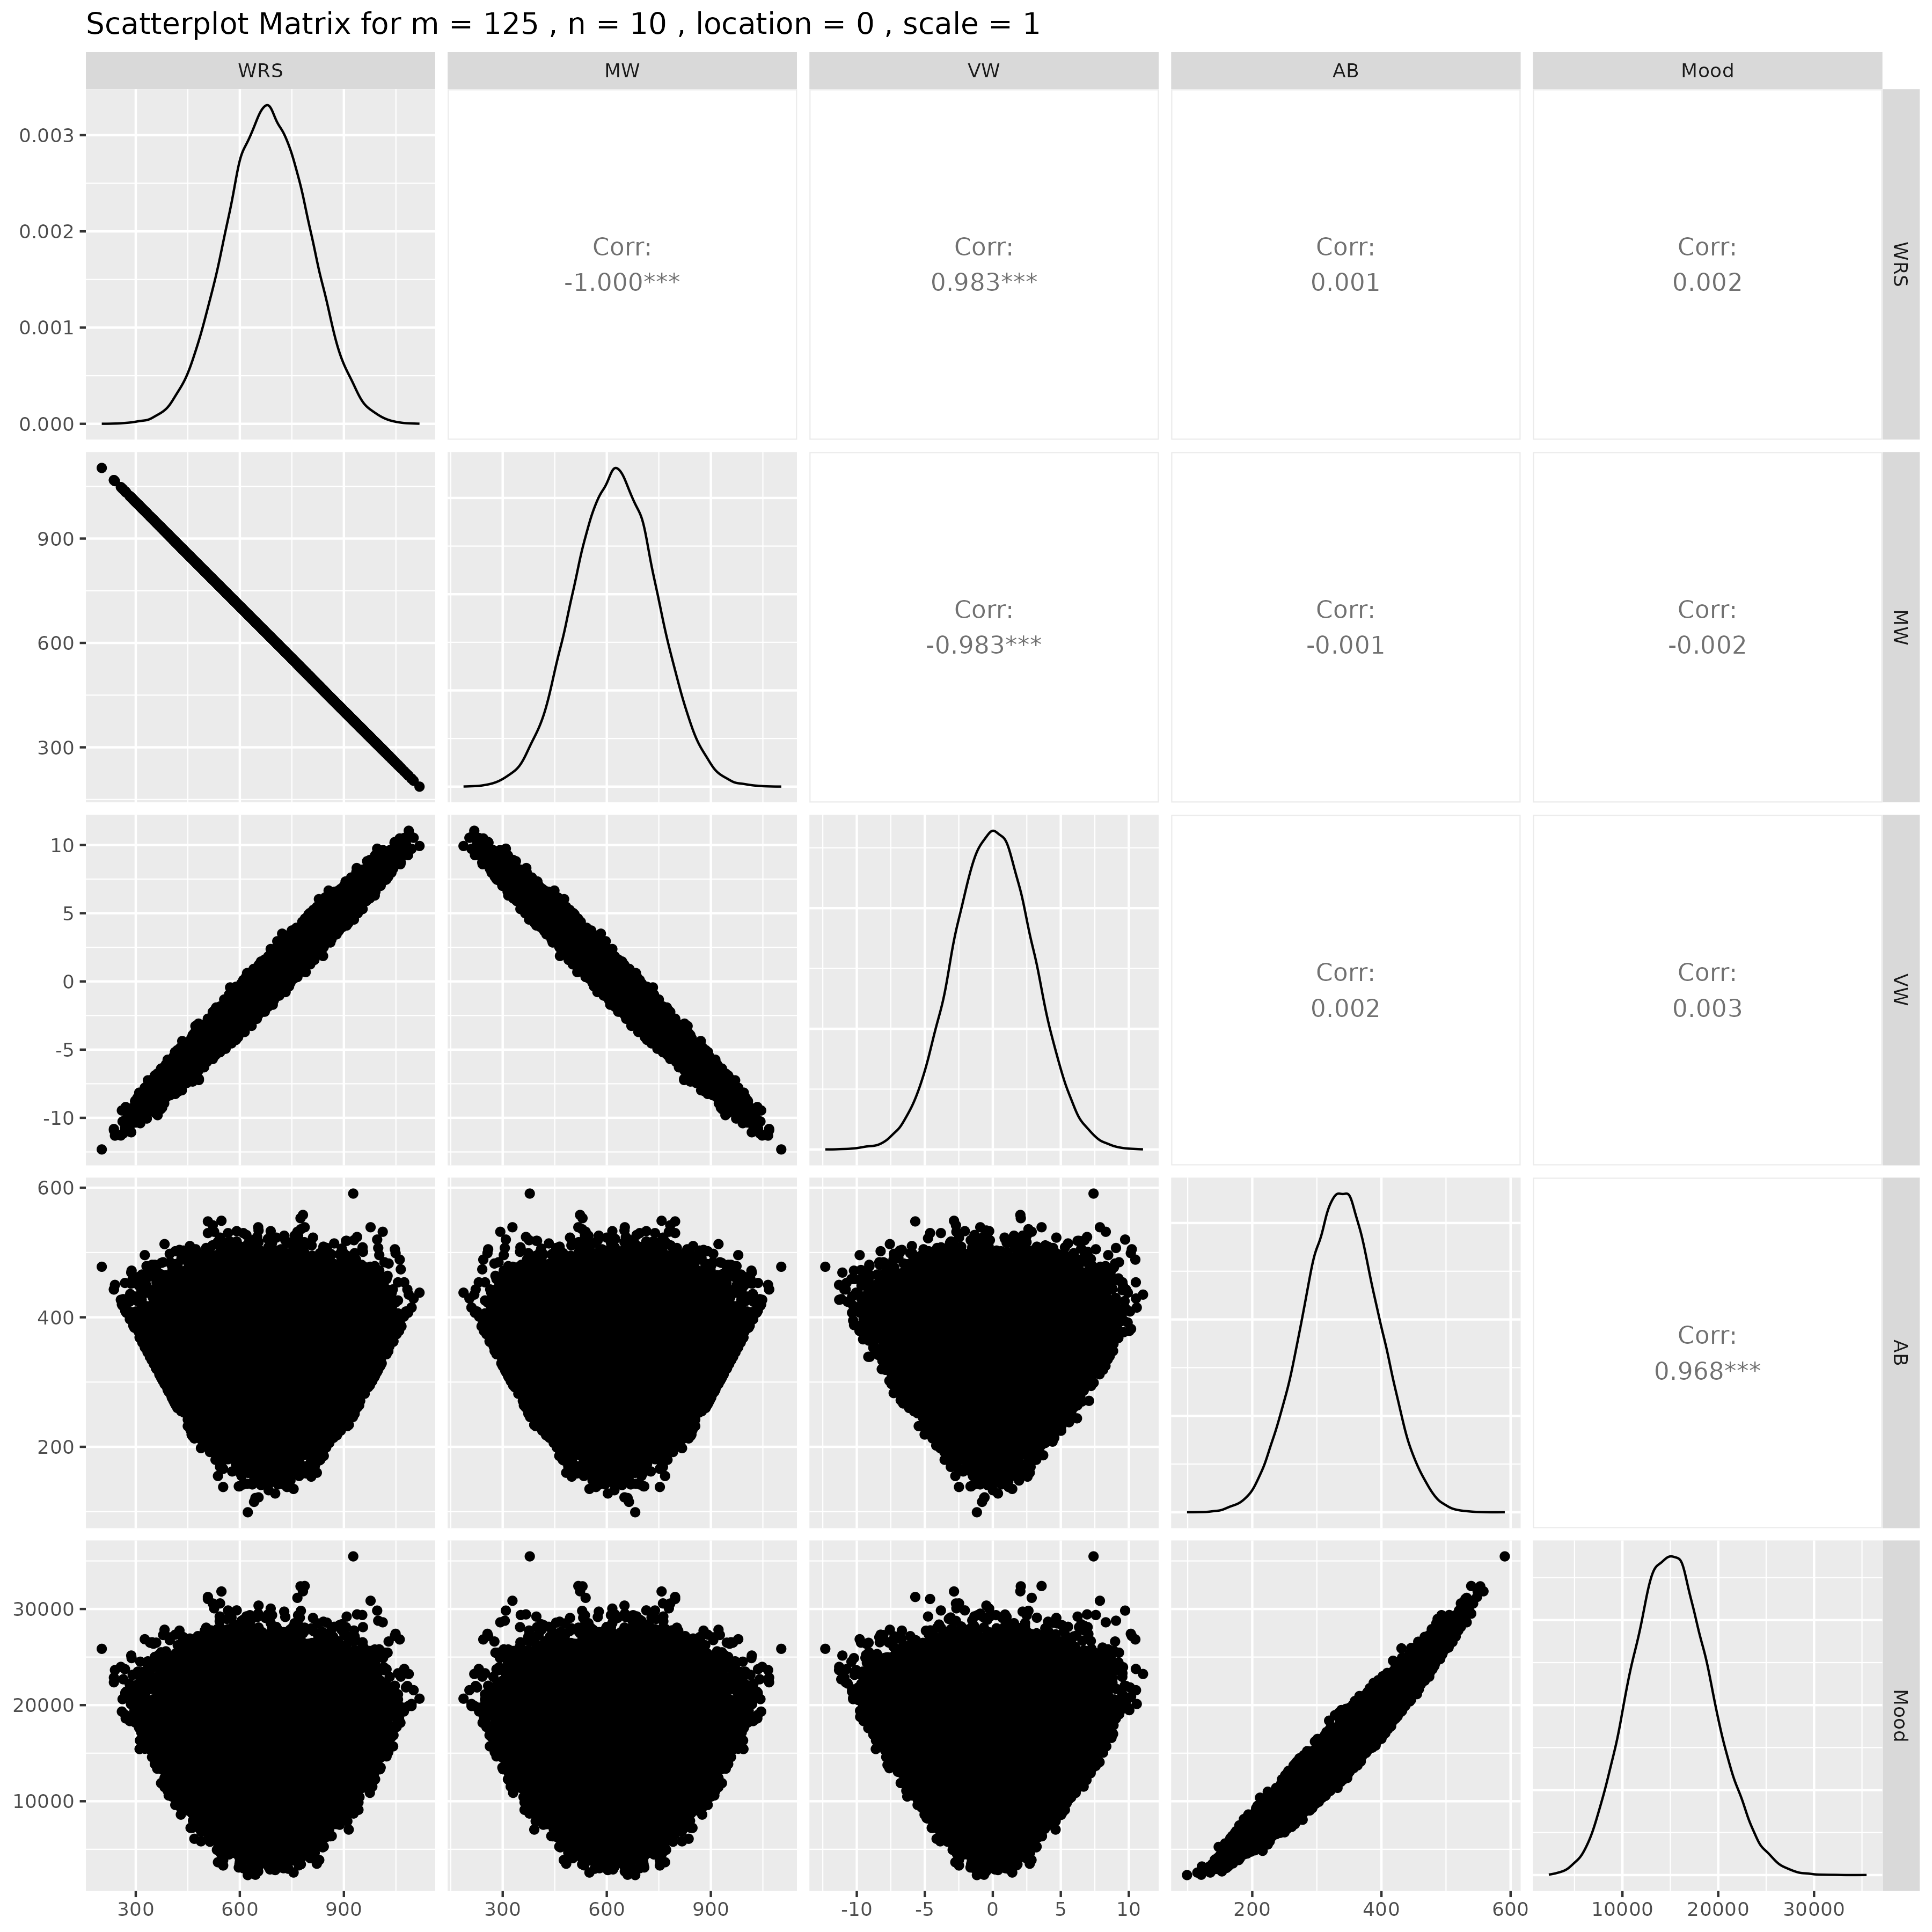 Scatterplot Matrix for m = 125 , n = 10 , location = 0 , scale = 1
WRS MW VW AB Mood
0.003
0.002
0.001
0.000
Corr:
-1.000***
Corr:
0.983***
Corr:
0.001
Corr:
0.002
WRS
900
600
300
Corr:
-0.983***
Corr:
-0.001
Corr:
-0.002
MW
10
5
0
-5
-10
Corr:
0.002
Corr:
0.003
VW
600
400
200
Corr:
0.968***
AB
30000
20000
10000
Mood
300 600 900 300 600 900 -10 -5 0 5 10 200 400 600 10000 20000 30000